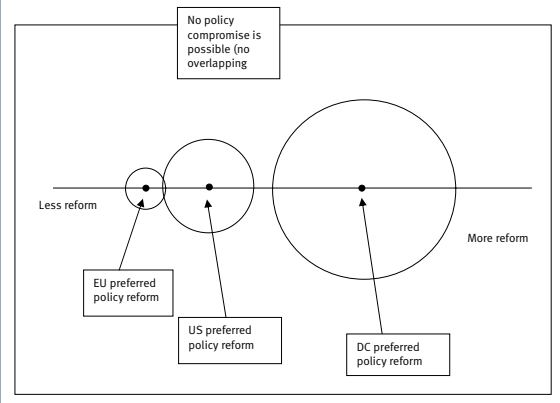 No policy
compromise is
possible (no
overlapping
Less reform
More reform
EU preferred
policy reform
US preferred
policy reform
DC preferred
policy reform